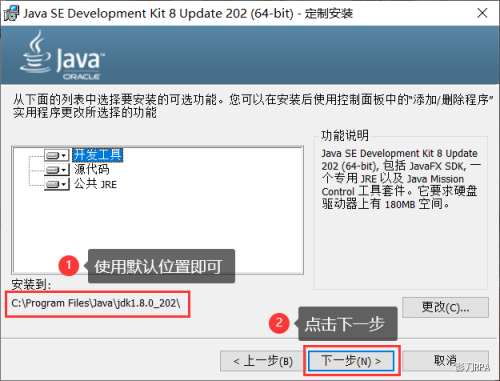 Java SE Development Kit 8 Update 202 (64-bit) - 定制安装
Java
ORACLE
从下面的列表中选择要安装的可选功能。您可以在安装后使用控制面板中的“添加/删除程序”
实用程序更改所选择的功能
开发工具
源代码
公共 JRE
功能说明
Java SE Development Kit 8 Update
202 (64-bit), 包括 JavaFX SDK, 一
个专用 JRE 以及 Java Mission
Control 工具套件。它要求硬盘
驱动器上有 180MB 空间。
1 使用默认位置即可
安装到:
C:\Program Files\Java\jdk1.8.0_202\
更改(C)...
2 点击下一步
< 上一步(B)
下一步(N) >
取消
影刀RPA